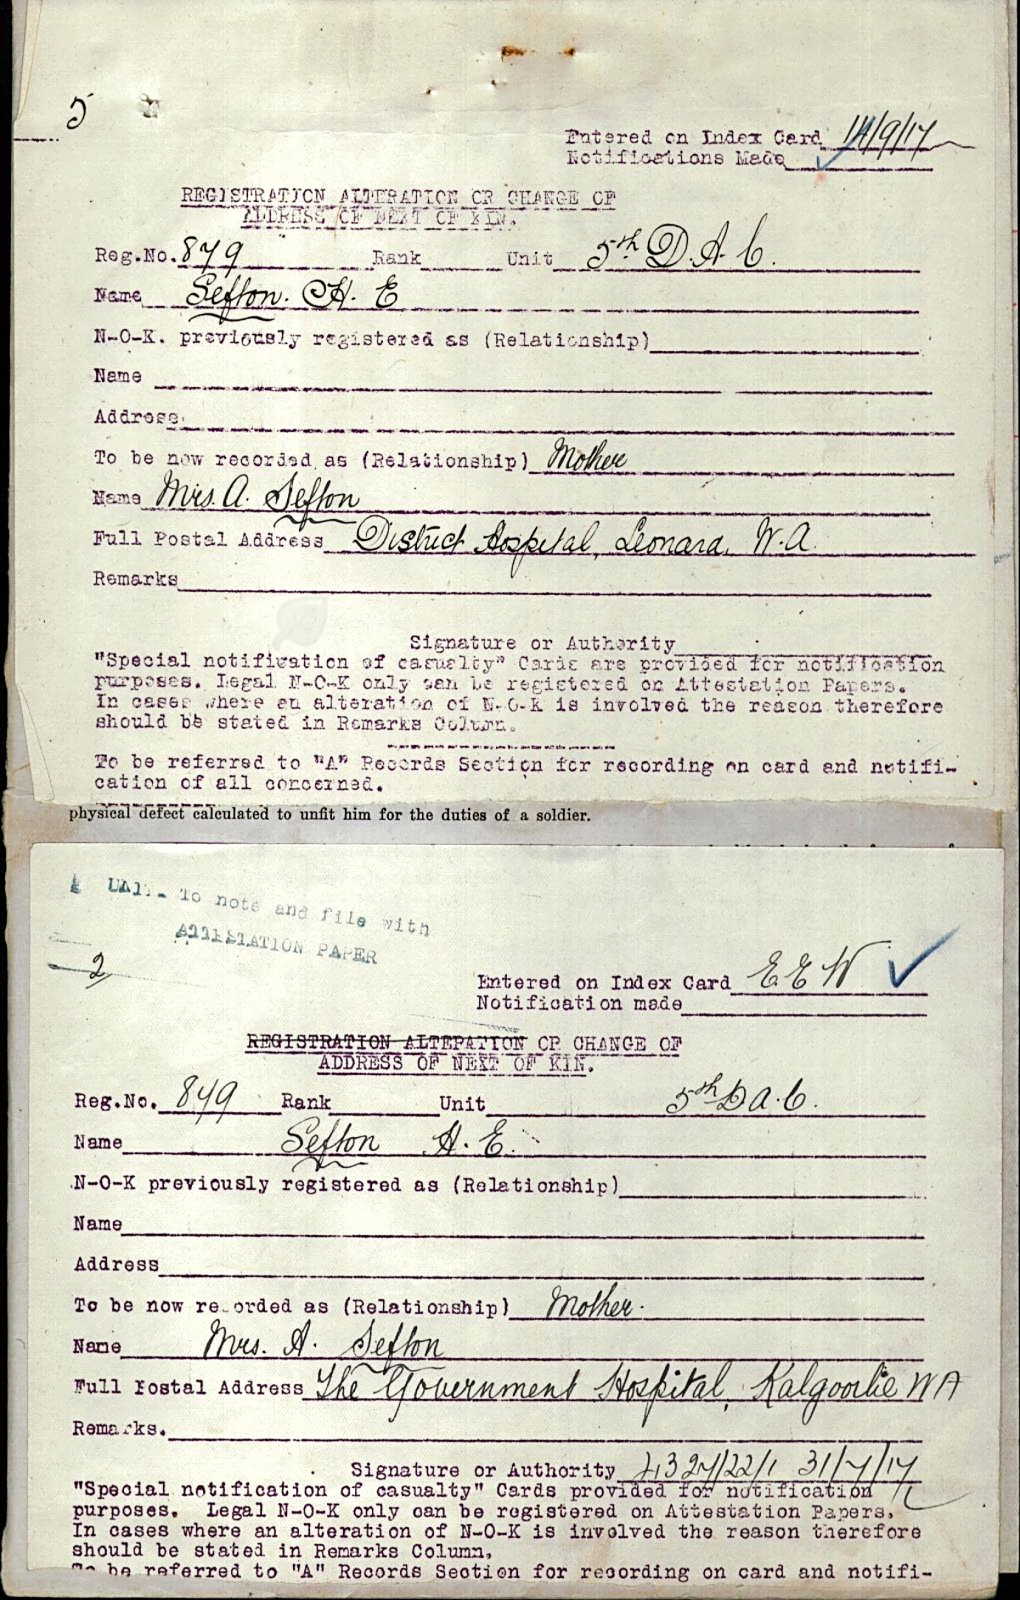 5
Entered on Index Card 14/9/17
Notifications Made
REGISTRATION ALTERATION OR CHANGE OF
ADDRESS OF NEXT OF KIN.
Reg.No. 879 Rank Unit 5th D.A.C.
Name Sefton. H. E
N-O-K. previously registered as (Relationship)
Name
Address
To be now recorded as (Relationship) Mother
Name Mrs. A. Sefton
Full Postal Address District Hospital, Leonara, W.A.
Remarks
Signature or Authority
"Special notification of casualty" Cards are provided for notification
purposes. Legal N-O-K only can be registered on Attestation Papers.
In cases where an alteration of N-O-K is involved the reason therefore
should be stated in Remarks Column.
To be referred to "A" Records Section for recording on card and notifi-
cation of all concerned.
physical defect calculated to unfit him for the duties of a soldier.
To note and file with
ATTESTATION PAPER
2
Entered on Index Card E E W
Notification made
REGISTRATION ALTERATION OR CHANGE OF
ADDRESS OF NEXT OF KIN.
Reg.No. 879 Rank Unit 5th D A.C.
Name Sefton H. E.
N-O-K previously registered as (Relationship)
Name
Address
To be now recorded as (Relationship) Mother.
Name Mrs. A. Sefton
Full Postal Address The Government Hospital, Kalgoorlie WA
Remarks.
Signature or Authority 4327/22/1 31/7/17
"Special notification of casualty" Cards provided for notification
purposes. Legal N-O-K only can be registered on Attestation Papers.
In cases where an alteration of N-O-K is involved the reason therefore
should be stated in Remarks Column.
To be referred to "A" Records Section for recording on card and notifi-